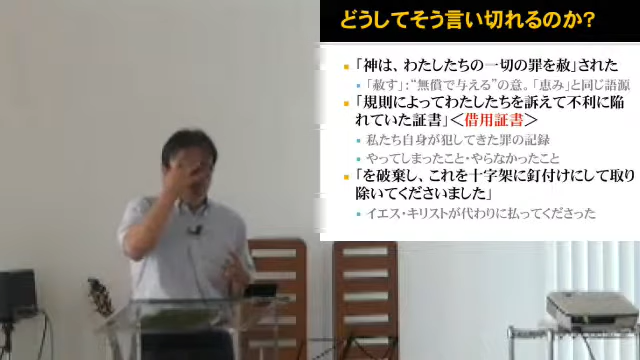 どうしてそう言い切れるのか?
「神は、わたしたちの一切の罪を赦」された
「赦す」:“無償で与える”の意。「恵み」と同じ語源
「規則によってわたしたちを訴えて不利に陥
れていた証書」<借用証書>
私たち自身が犯してきた罪の記録
やってしまったこと・やらなかったこと
「を破棄し、これを十字架に釘付けにして取り
除いてくださいました」
イエス・キリストが代わりに払ってくださった